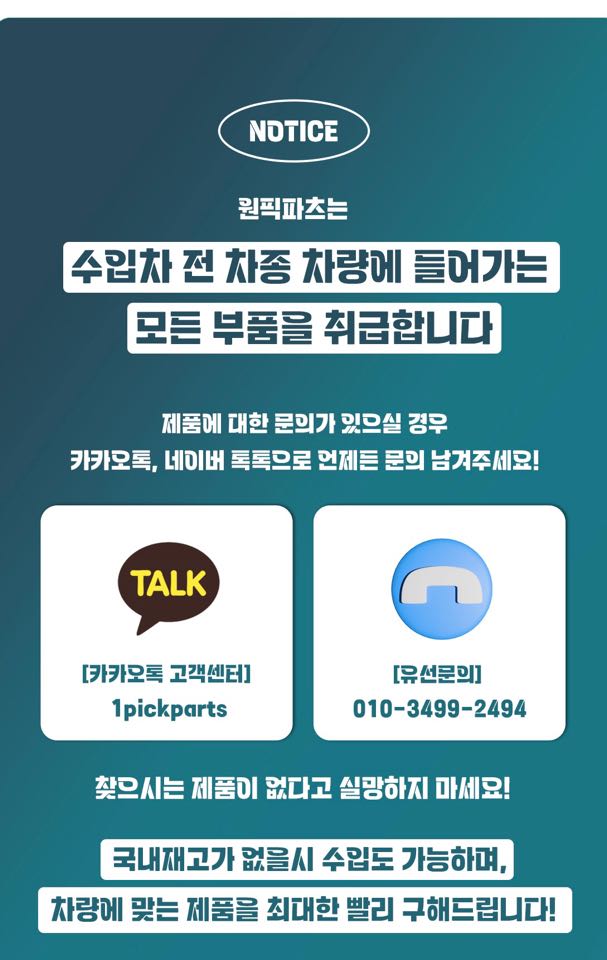 NOTICE
원픽파츠는
수입차 전 차종 차량에 들어가는
모든 부품을 취급합니다
제품에 대한 문의가 있으실 경우
카카오톡, 네이버 톡톡으로 언제든 문의 남겨주세요!
TALK
[카카오톡 고객센터]
1pickparts
[유선문의]
010-3499-2494
찾으시는 제품이 없다고 실망하지 마세요!
국내재고가 없을시 수입도 가능하며,
차량에 맞는 제품을 최대한 빨리 구해드립니다!